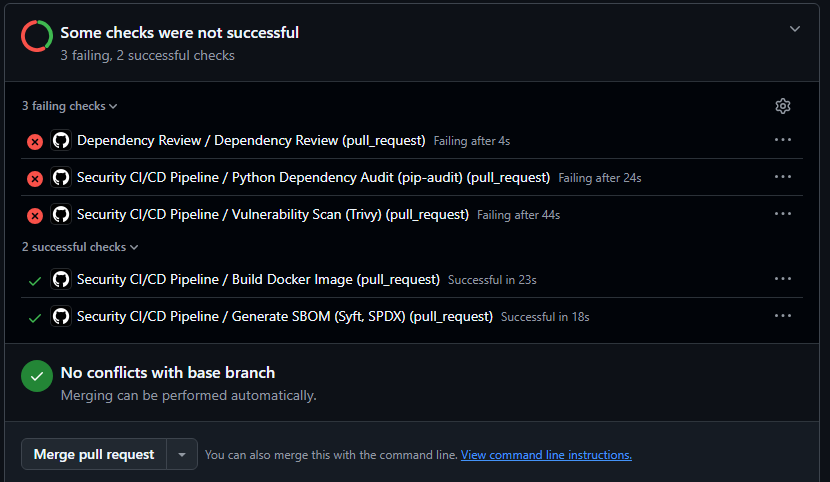 Some checks were not successful
3 failing, 2 successful checks
3 failing checks
Dependency Review / Dependency Review (pull_request) Failing after 4s
Security CI/CD Pipeline / Python Dependency Audit (pip-audit) (pull_request) Failing after 24s
Security CI/CD Pipeline / Vulnerability Scan (Trivy) (pull_request) Failing after 44s
2 successful checks
Security CI/CD Pipeline / Build Docker Image (pull_request) Successful in 23s
Security CI/CD Pipeline / Generate SBOM (Syft, SPDX) (pull_request) Successful in 18s
No conflicts with base branch
Merging can be performed automatically.
Merge pull request You can also merge this with the command line. View command line instructions.